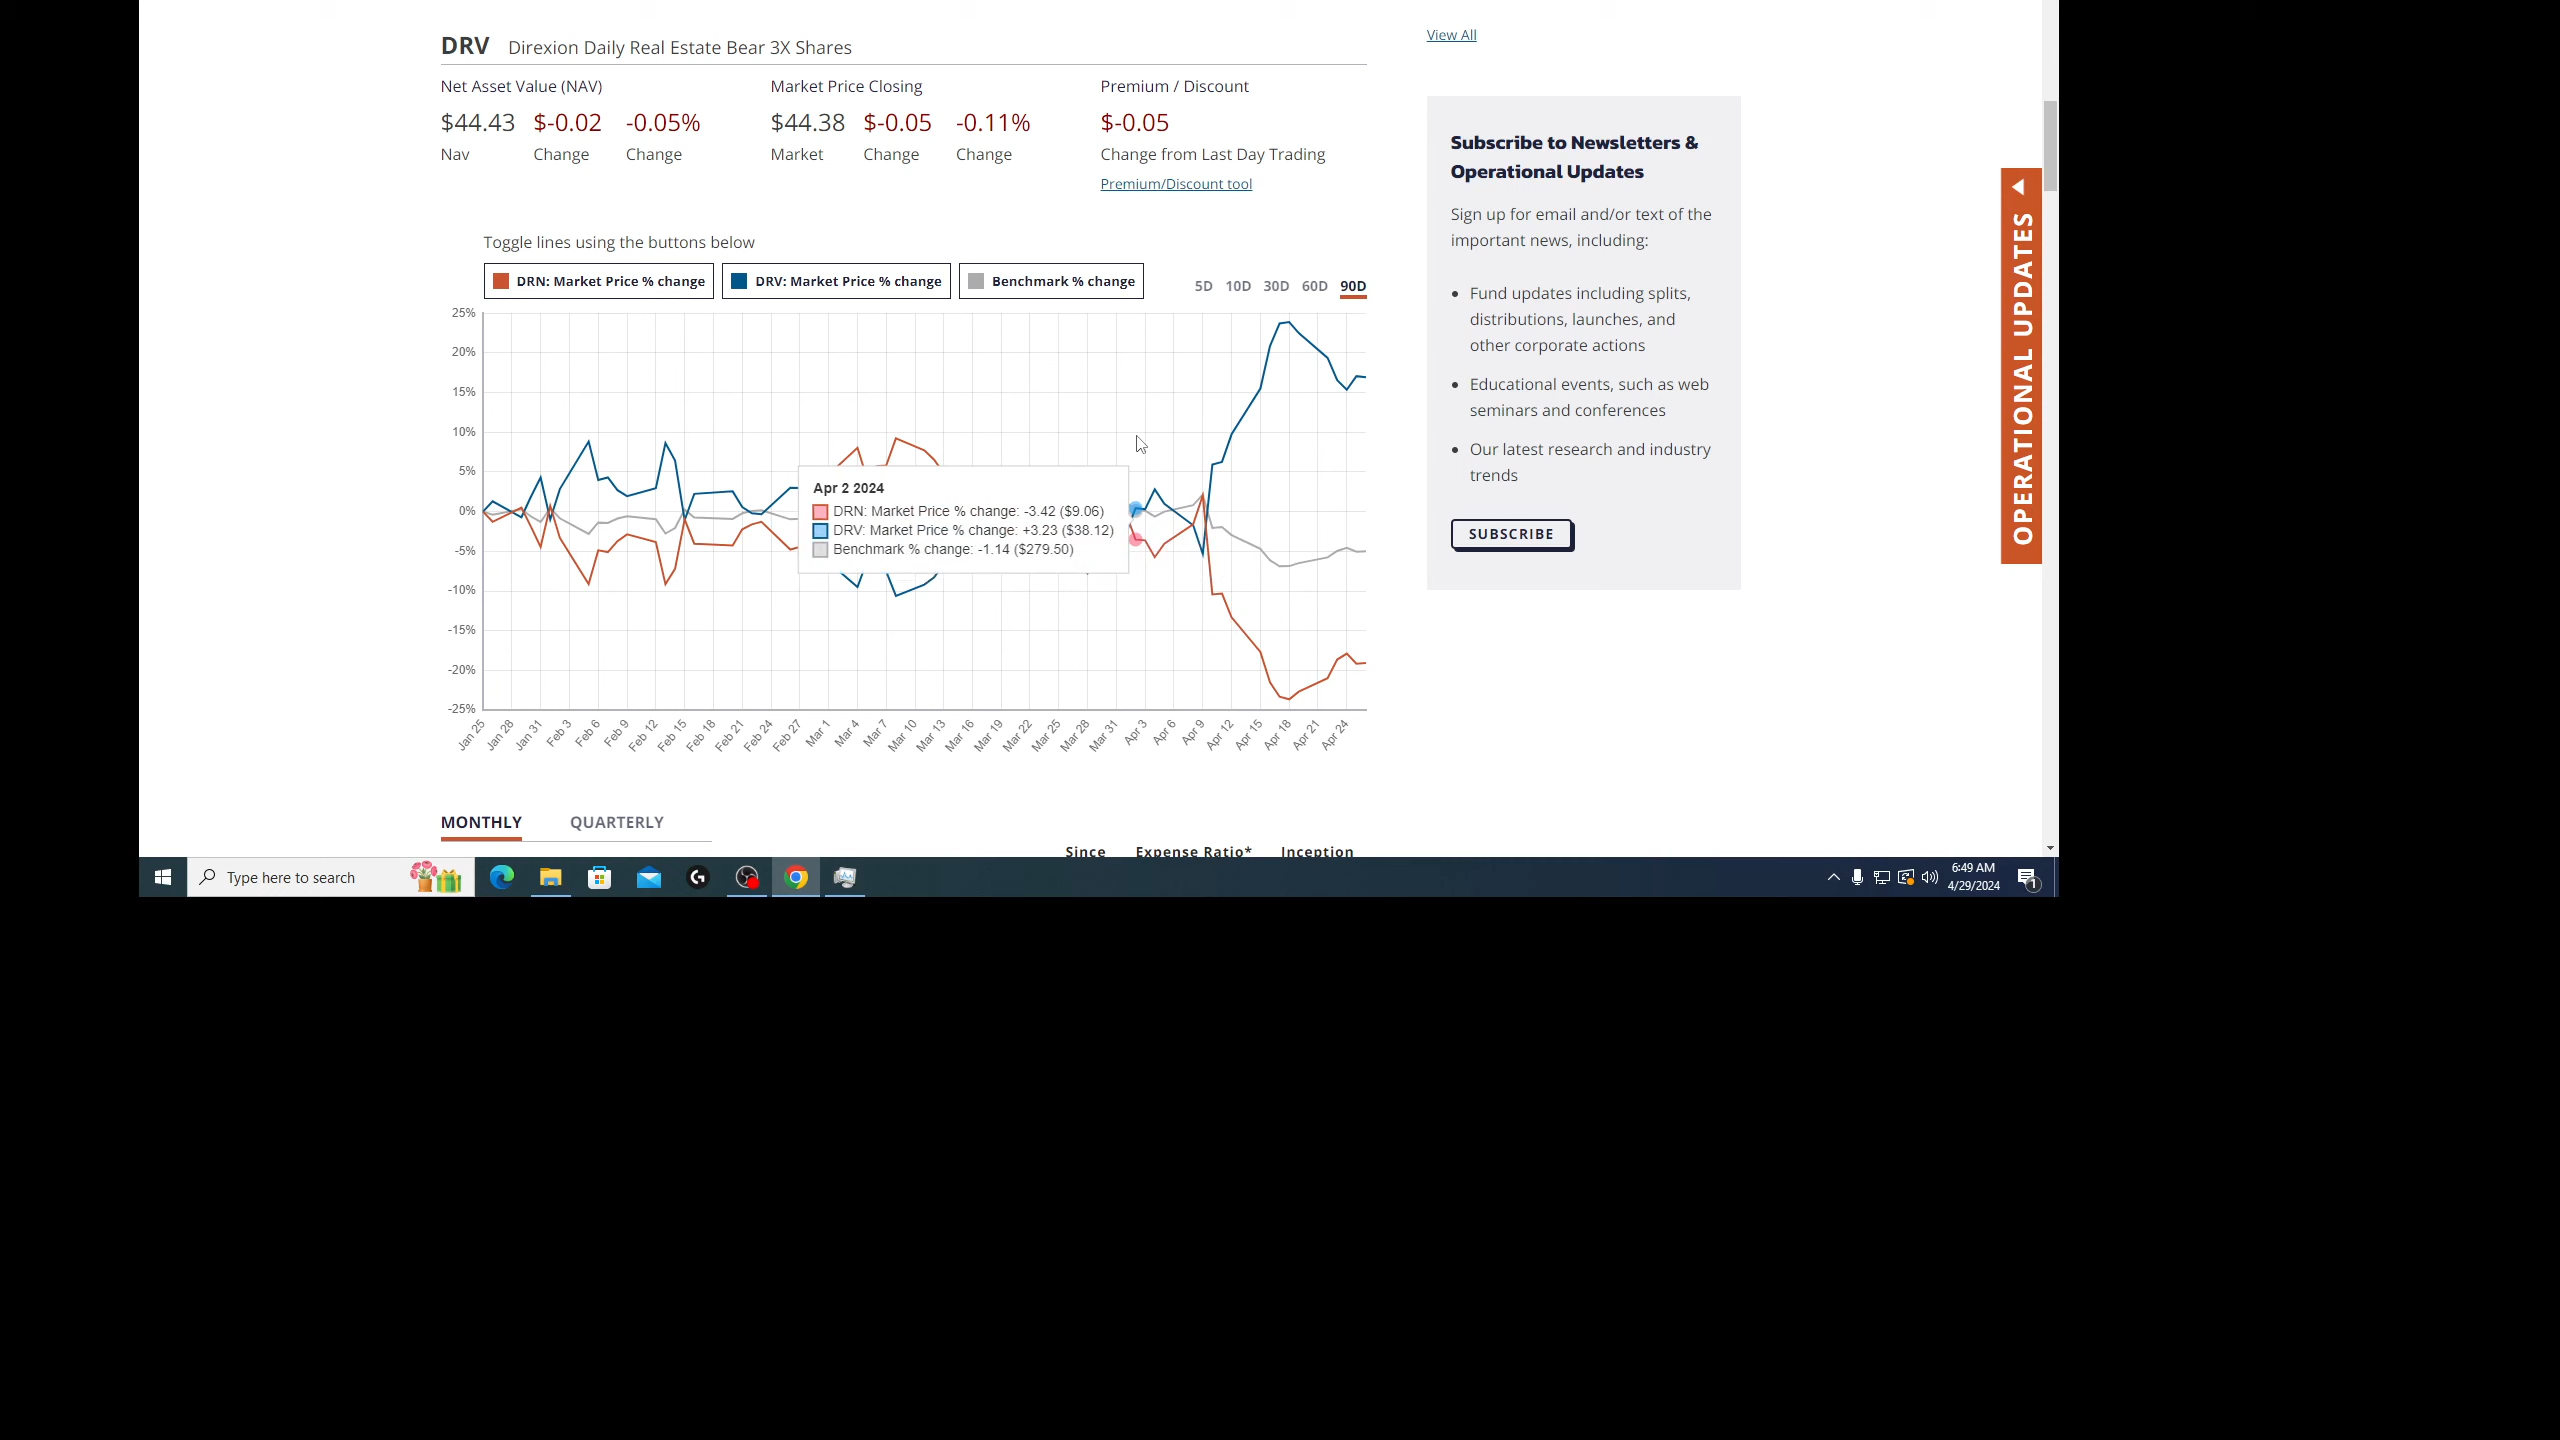 DRV Direxion Daily Real Estate Bear 3X Shares
Net Asset Value (NAV)
$44.43 $-0.02 -0.05%
Nav Change Change
Market Price Closing
$44.38 $-0.05 -0.11%
Market Change Change
Premium / Discount
$-0.05
Change from Last Day Trading
Premium/Discount tool
Toggle lines using the buttons below
DRN: Market Price % change DRV: Market Price % change Benchmark % change
5D 10D 30D 60D 90D
25%
20%
15%
10%
5%
0%
-5%
-10%
-15%
-20%
-25%
Apr 2 2024
DRN: Market Price % change: -3.42 ($9.06)
DRV: Market Price % change: +3.23 ($38.12)
Benchmark % change: -1.14 ($279.50)
Jan 25 Jan 28 Jan 31 Feb 3 Feb 6 Feb 9 Feb 12 Feb 15 Feb 18 Feb 21 Feb 24 Feb 27 Mar 1 Mar 4 Mar 7 Mar 10 Mar 13 Mar 16 Mar 19 Mar 22 Mar 25 Mar 28 Mar 31 Apr 3 Apr 6 Apr 9 Apr 12 Apr 15 Apr 18 Apr 21 Apr 24
MONTHLY QUARTERLY
Since Expense Ratio* Inception
View All
Subscribe to Newsletters &
Operational Updates
Sign up for email and/or text of the
important news, including:
• Fund updates including splits,
distributions, launches, and
other corporate actions
• Educational events, such as web
seminars and conferences
• Our latest research and industry
trends
SUBSCRIBE
OPERATIONAL UPDATES
Type here to search
6:49 AM
4/29/2024
1